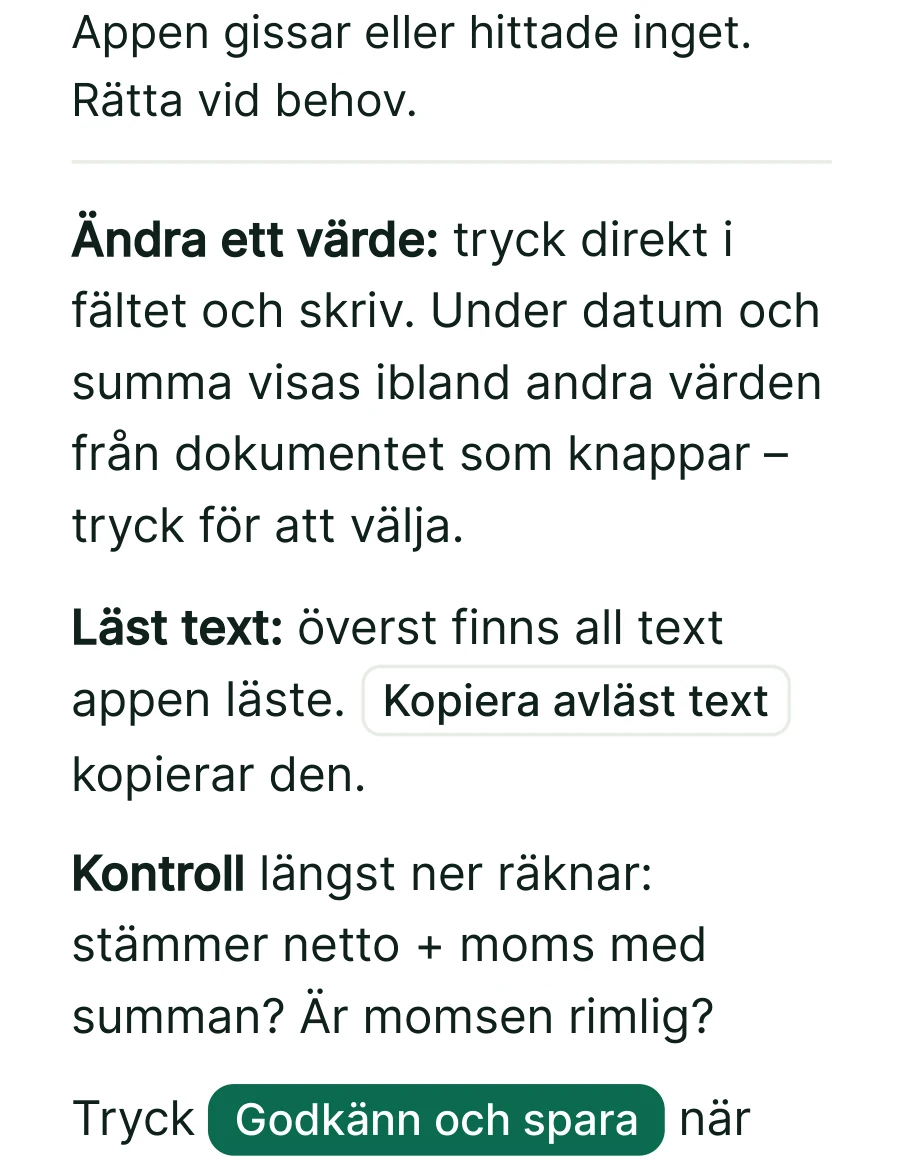 Appen gissar eller hittade inget.
Rätta vid behov.
Ändra ett värde: tryck direkt i
fältet och skriv. Under datum och
summa visas ibland andra värden
från dokumentet som knappar –
tryck för att välja.
Läst text: överst finns all text
appen läste. Kopiera avläst text
kopierar den.
Kontroll längst ner räknar:
stämmer netto + moms med
summan? Är momsen rimlig?
Tryck Godkänn och spara när